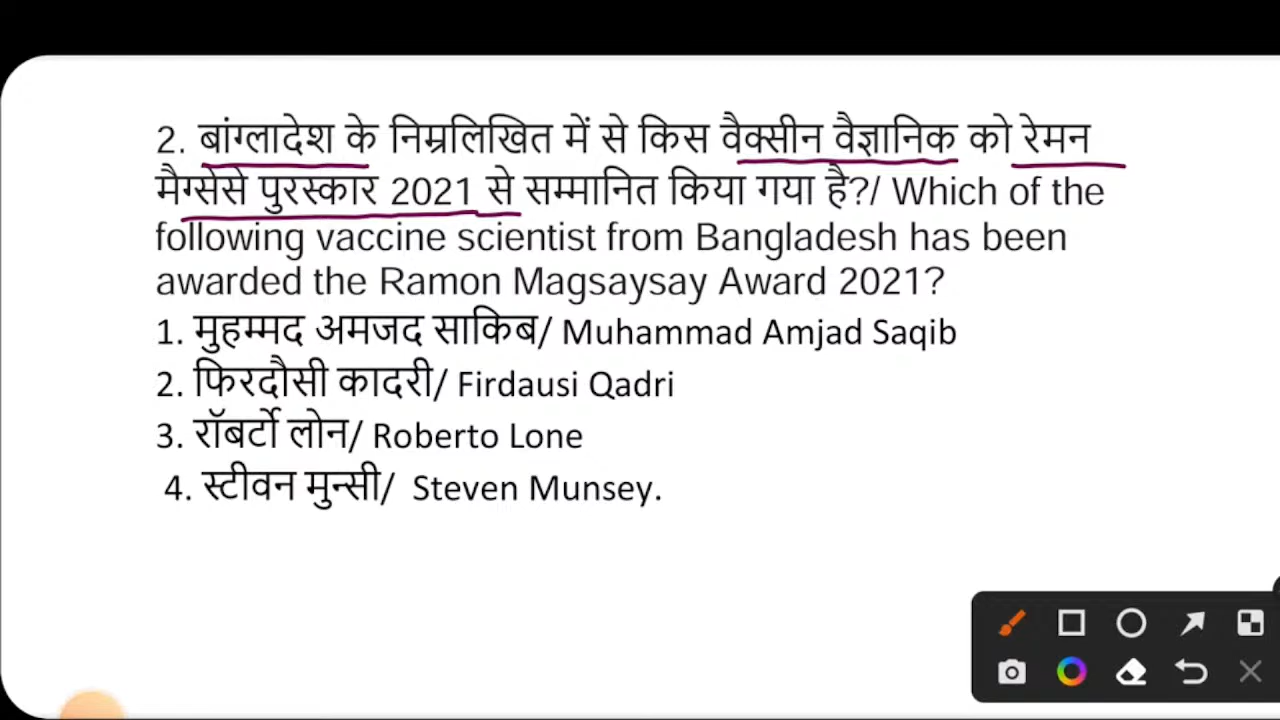 2. बांग्लादेश के निम्नलिखित में से किस वैक्सीन वैज्ञानिक को रेमन
मैग्सेसे पुरस्कार 2021 से सम्मानित किया गया है?/ Which of the
following vaccine scientist from Bangladesh has been
awarded the Ramon Magsaysay Award 2021?
1. मुहम्मद अमजद साकिब/ Muhammad Amjad Saqib
2. फिरदौसी कादरी/ Firdausi Qadri
3. रॉबर्टो लोन/ Roberto Lone
4. स्टीवन मुन्सी/ Steven Munsey.